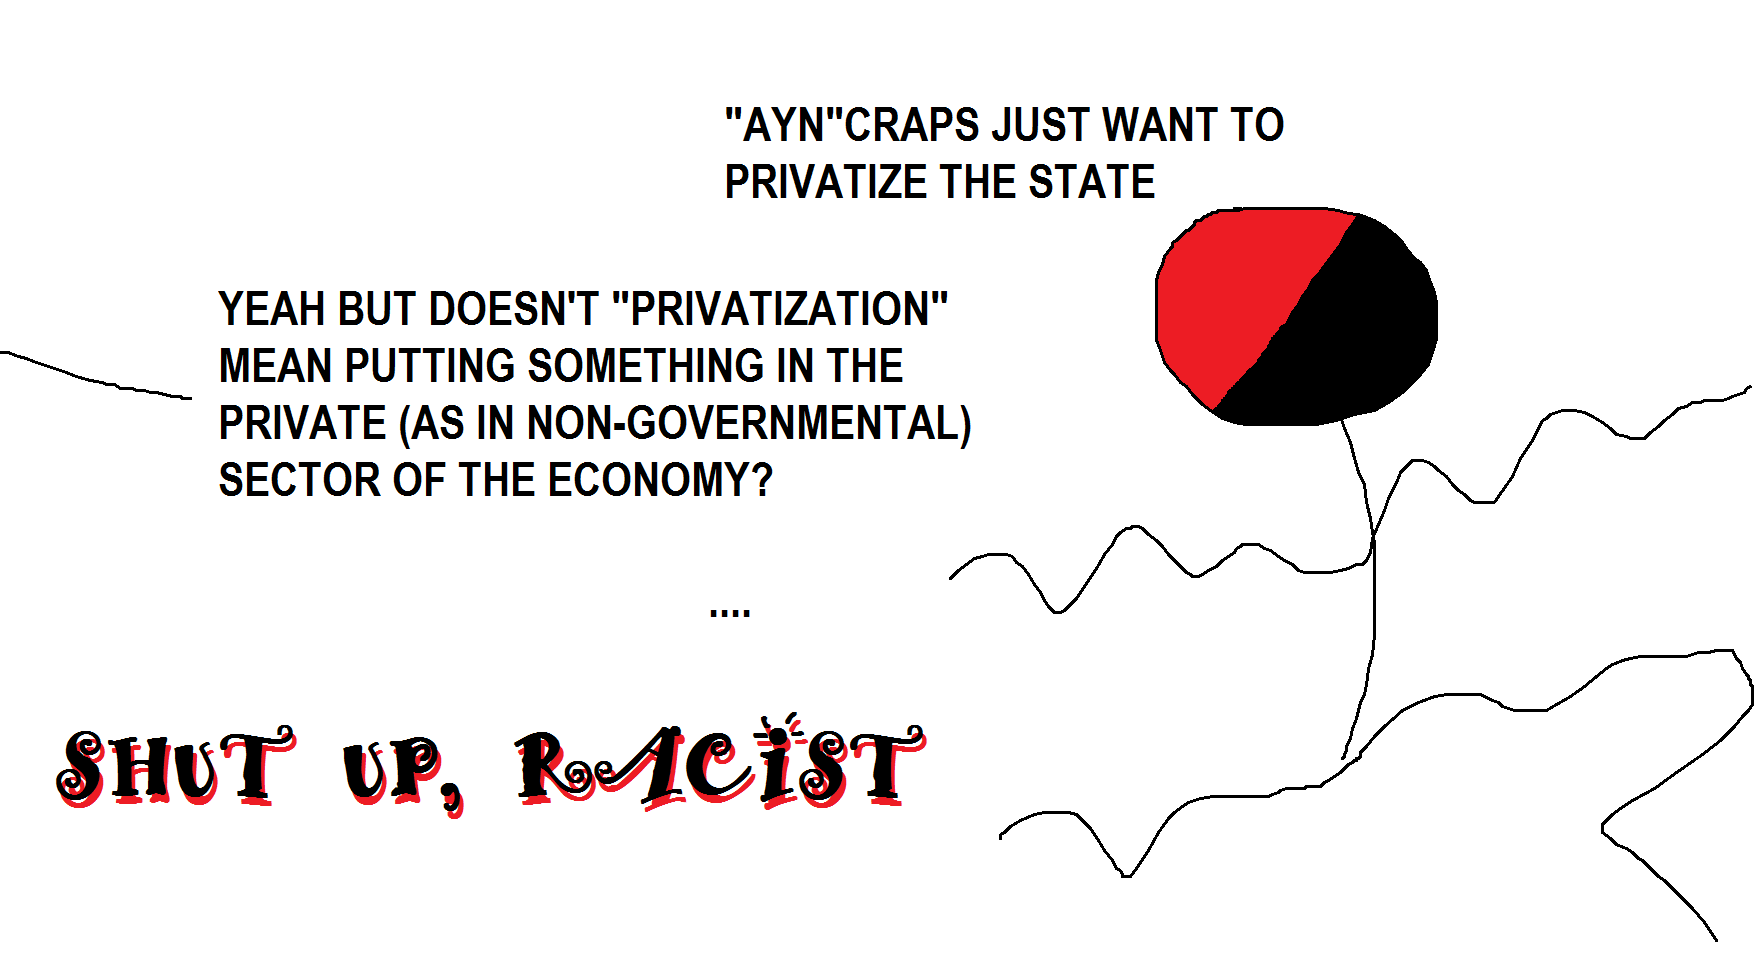 "AYN"CRAPS JUST WANT TO
PRIVATIZE THE STATE
YEAH BUT DOESN'T "PRIVATIZATION"
MEAN PUTTING SOMETHING IN THE
PRIVATE (AS IN NON-GOVERNMENTAL)
SECTOR OF THE ECONOMY?
....
SHUT UP, RACIST